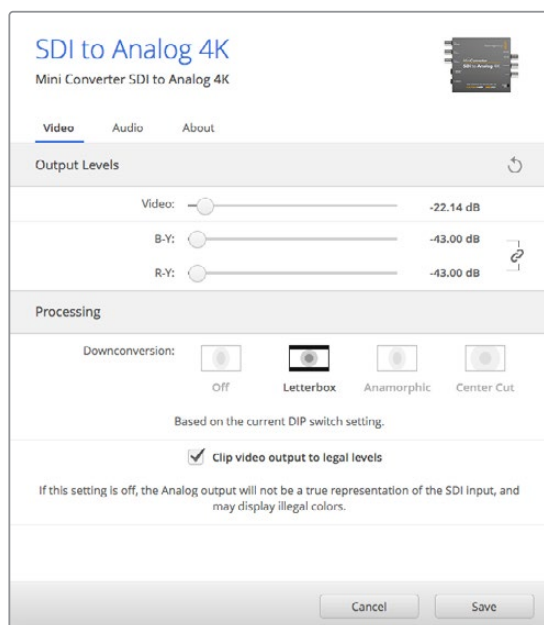 SDI to Analog 4K
Mini Converter SDI to Analog 4K
Video Audio About
Output Levels
Video: -22.14 dB
B-Y: -43.00 dB
R-Y: -43.00 dB
Processing
Downconversion:
Off Letterbox Anamorphic Center Cut
Based on the current DIP switch setting.
Clip video output to legal levels
If this setting is off, the Analog output will not be a true representation of the SDI input, and
may display illegal colors.
Cancel Save